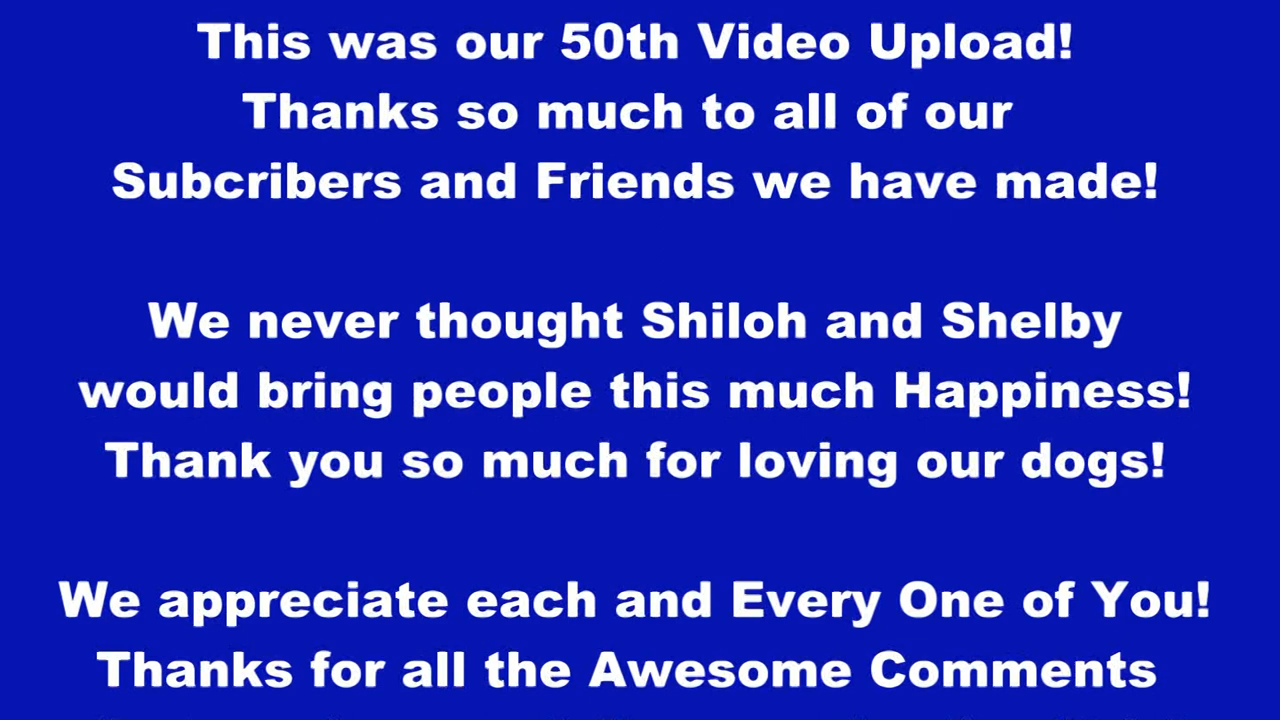 This was our 50th Video Upload!
Thanks so much to all of our
Subcribers and Friends we have made!
We never thought Shiloh and Shelby
would bring people this much Happiness!
Thank you so much for loving our dogs!
We appreciate each and Every One of You!
Thanks for all the Awesome Comments